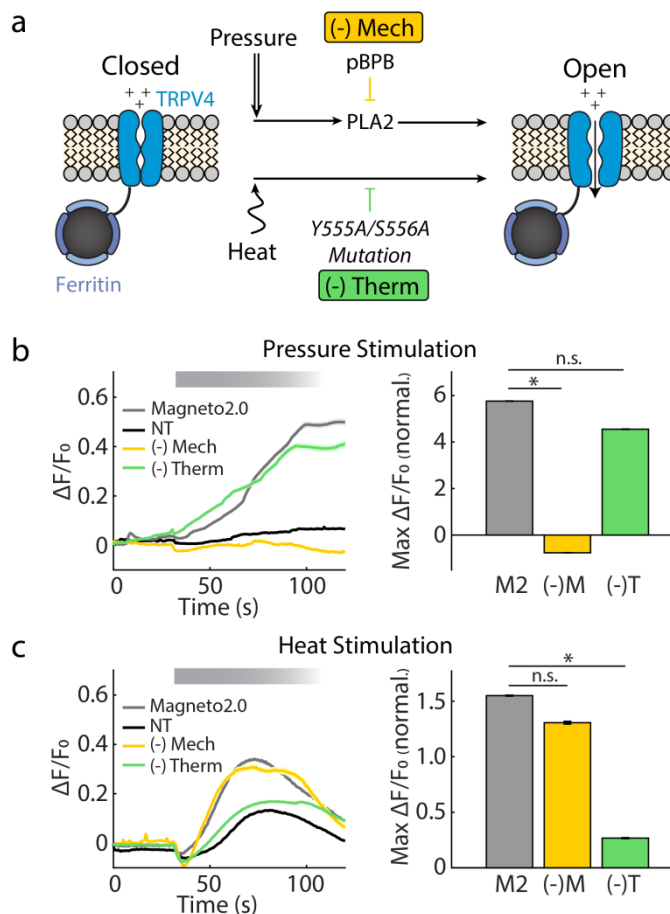 a
Pressure
(-) Mech
pBPB
Closed
Open
+ + + TRPV4
+ + +
PLA2
Heat
Y555A/S556A
Mutation
(-) Therm
Ferritin
b
Pressure Stimulation
ΔF/F0
0.6
0.4
0.2
0
Magneto2.0
NT
(-) Mech
(-) Therm
0 50 100
Time (s)
Max ΔF/F0 (normal.)
6
4
2
0
n.s.
*
M2 (-)M (-)T
c
Heat Stimulation
ΔF/F0
0.6
0.4
0.2
0
Magneto2.0
NT
(-) Mech
(-) Therm
0 50 100
Time (s)
Max ΔF/F0 (normal.)
1.5
1.0
0.5
0
*
n.s.
M2 (-)M (-)T